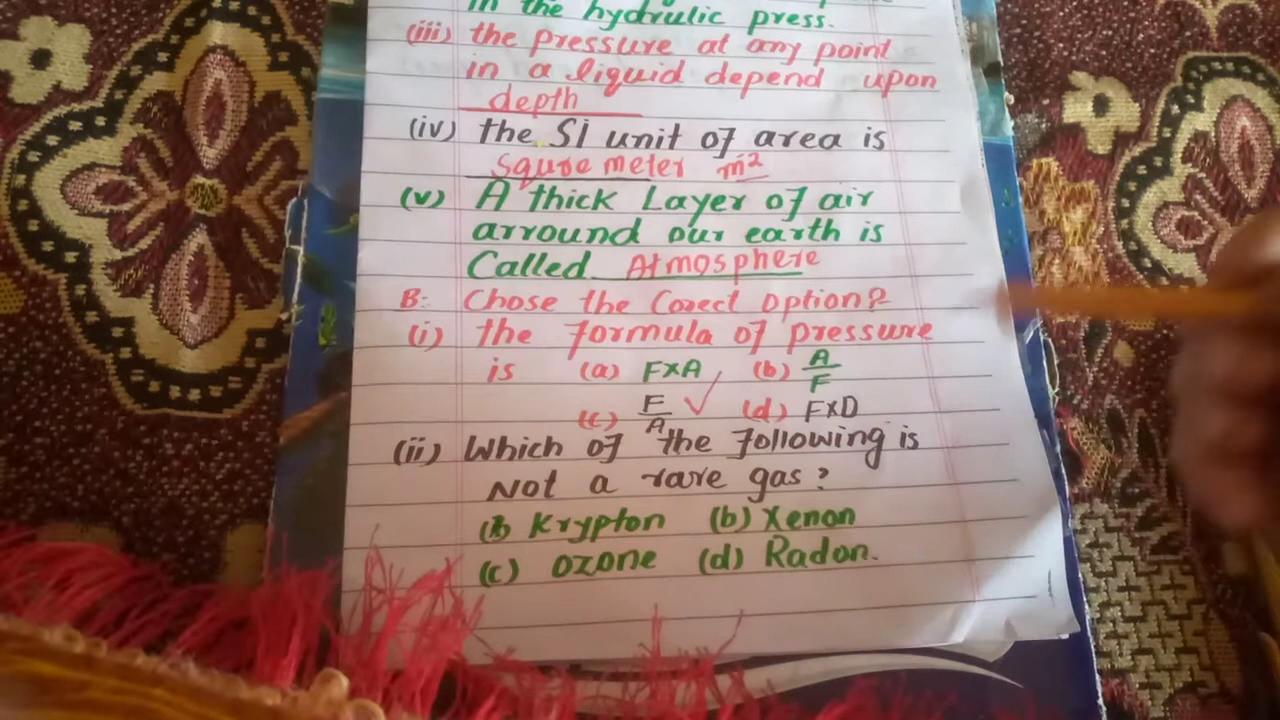 in the hydrulic press.
(iii) the pressure at any point
in a liquid depend upon
depth
(iv) the SI unit of area is
Squre meter m²
(v) A thick Layer of air
arround our earth is
Called Atmosphere
B:- Chose the Corect option?
(i) the formula of pressure
is (a) F×A (b) A/F
(c) F/A ✓ (d) F×D
(ii) Which of the following is
Not a rare gas?
Krypton (b) Xenon
(c) Ozone (d) Radon.